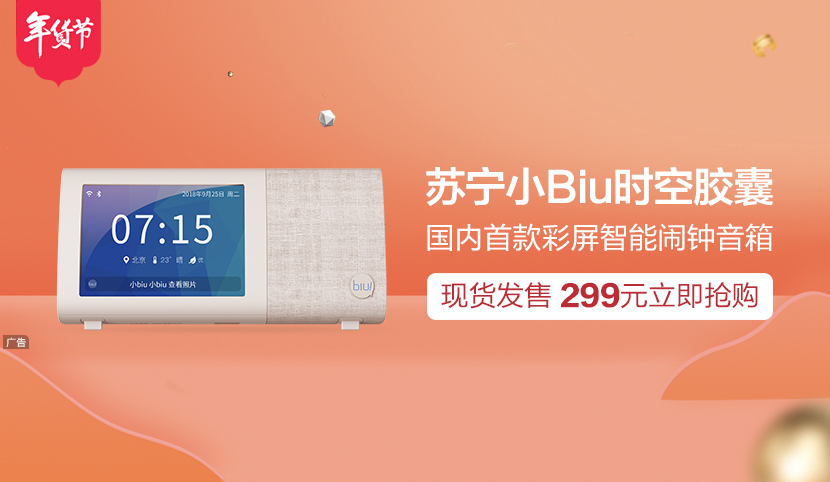 年货节
2018年9月25日 周二
07:15
北京 23° 晴 优
小biu 小biu 查看照片
biu!
苏宁小Biu时空胶囊
国内首款彩屏智能闹钟音箱
现货发售 299元立即抢购
广告